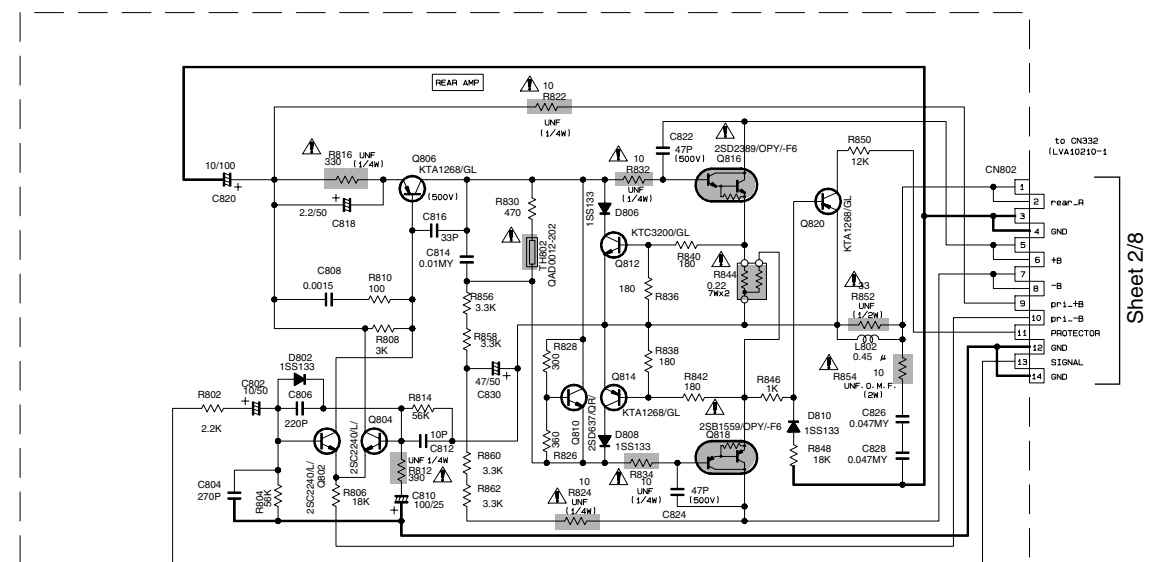 REAR AMP
10
R822
UNF
(1/4W)
R816
330
UNF
(1/4W)
Q806
KTA1268/GL
(500V)
10/100
C820
2.2/50
C818
C816
33P
C814
0.01MY
R830
470
TH802
QAD0012-202
1SS133
D806
10
R832
UNF
(1/4W)
C822
47P
(500V)
2SD2389/OPY/-F6
Q816
KTC3200/GL
Q812
R840
180
180
R836
R844
0.22
7Wx2
R850
12K
Q820
KTA1268/GL
to CN332
(LVA10210-1
CN802
1
2
rear_R
3
4
GND
5
6
+B
7
8
-B
9
pri_+B
10
pri_-B
11
PROTECTOR
12
GND
13
SIGNAL
14
GND
Sheet 2/8
C808
0.0015
R810
100
R808
3K
R856
3.3K
R858
3.3K
47/50
C830
R828
300
Q810
2SD637/QR/
360
R826
Q814
KTA1268/GL
R838
180
R842
180
R846
1K
33
R852
UNF
(1/2W)
L802
0.45 μ
R854
10
UNF.O.M.F.
(2W)
D802
1SS133
R802
2.2K
C802
10/50
C806
220P
R814
56K
Q804
2SC2240/L/
10P
C812
UNF 1/4W
R812
390
C810
100/25
2SC2240/L/
Q802
R806
18K
C804
270P
R804
56K
R860
3.3K
R862
3.3K
D808
1SS133
10
R824
UNF
(1/4W)
R834
10
UNF
(1/4W)
47P
(500V)
C824
2SB1559/OPY/-F6
Q818
D810
1SS133
R848
18K
C826
0.047MY
C828
0.047MY